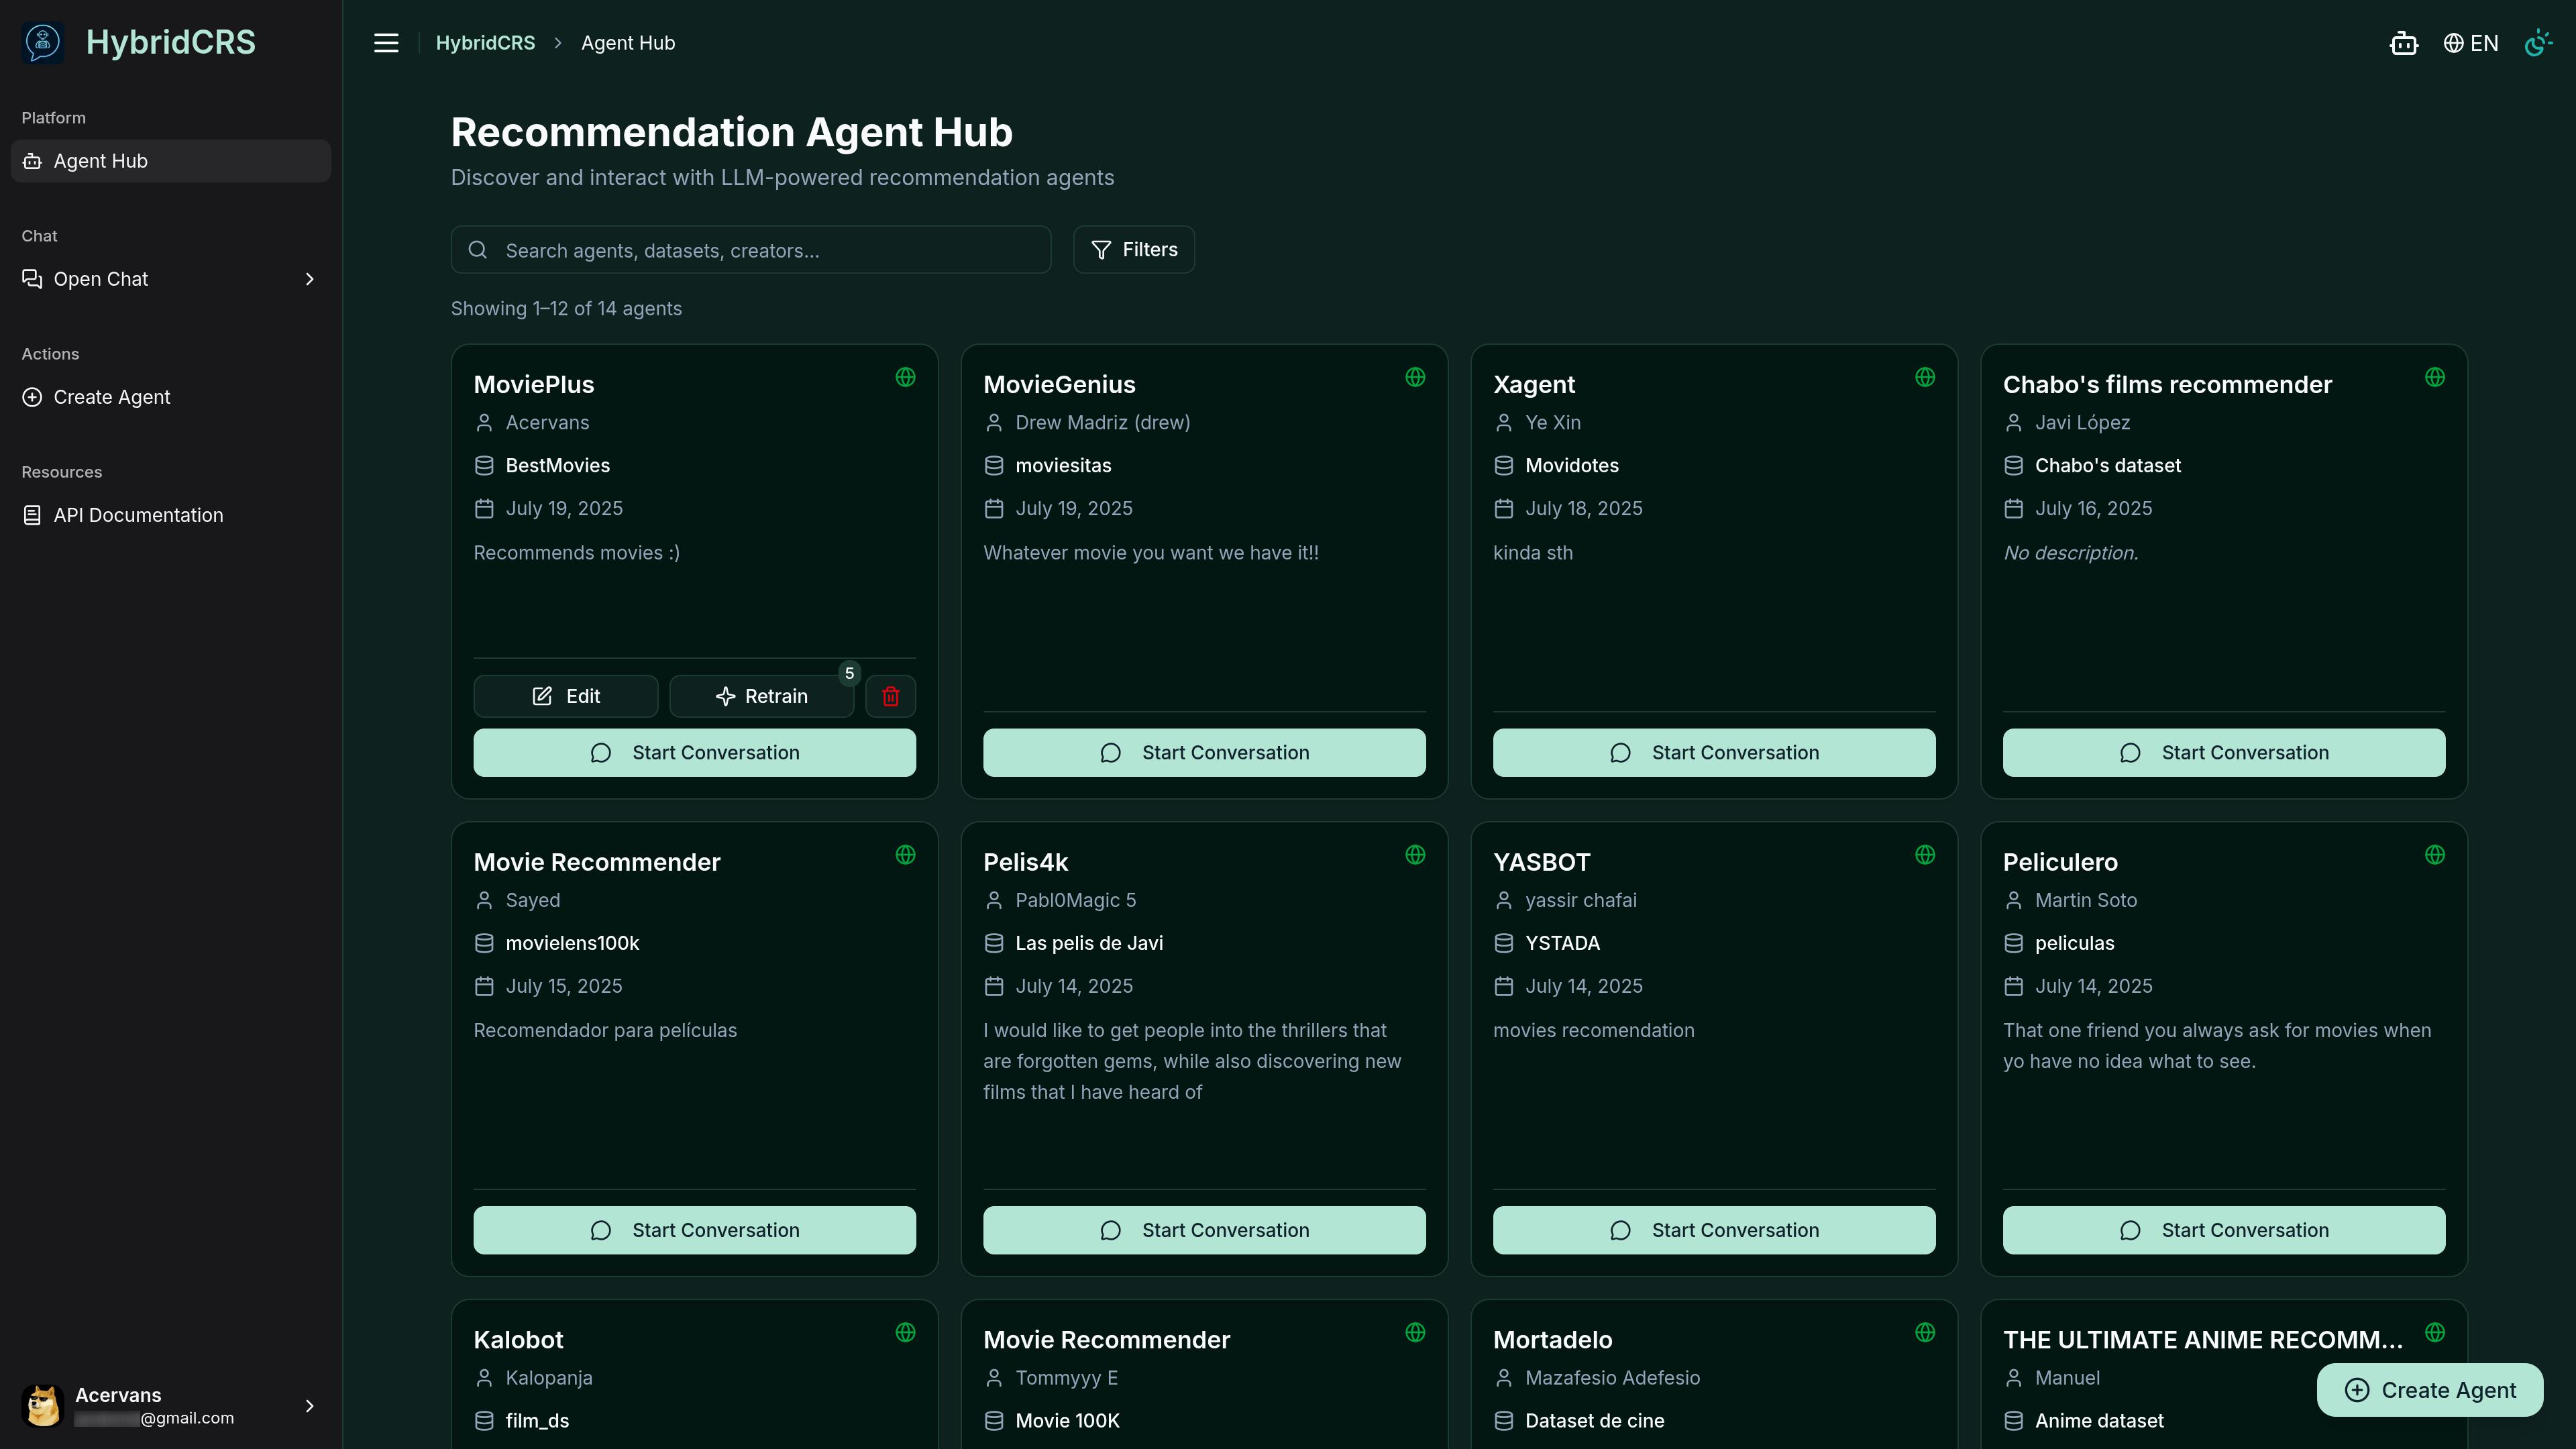 HybridCRS
Platform
Agent Hub
Chat
Open Chat
Actions
Create Agent
Resources
API Documentation
Acervans
@gmail.com
HybridCRS > Agent Hub
EN
Recommendation Agent Hub
Discover and interact with LLM-powered recommendation agents
Search agents, datasets, creators...
Filters
Showing 1–12 of 14 agents
MoviePlus
Acervans
BestMovies
July 19, 2025
Recommends movies :)
Edit
Retrain
5
Start Conversation
MovieGenius
Drew Madriz (drew)
moviesitas
July 19, 2025
Whatever movie you want we have it!!
Start Conversation
Xagent
Ye Xin
Movidotes
July 18, 2025
kinda sth
Start Conversation
Chabo's films recommender
Javi López
Chabo's dataset
July 16, 2025
No description.
Start Conversation
Movie Recommender
Sayed
movielens100k
July 15, 2025
Recomendador para películas
Start Conversation
Pelis4k
Pabl0Magic 5
Las pelis de Javi
July 14, 2025
I would like to get people into the thrillers that
are forgotten gems, while also discovering new
films that I have heard of
Start Conversation
YASBOT
yassir chafai
YSTADA
July 14, 2025
movies recomendation
Start Conversation
Peliculero
Martin Soto
peliculas
July 14, 2025
That one friend you always ask for movies when
yo have no idea what to see.
Start Conversation
Kalobot
Kalopanja
film_ds
Movie Recommender
Tommyyy E
Movie 100K
Mortadelo
Mazafesio Adefesio
Dataset de cine
THE ULTIMATE ANIME RECOMM...
Manuel
Anime dataset
Create Agent